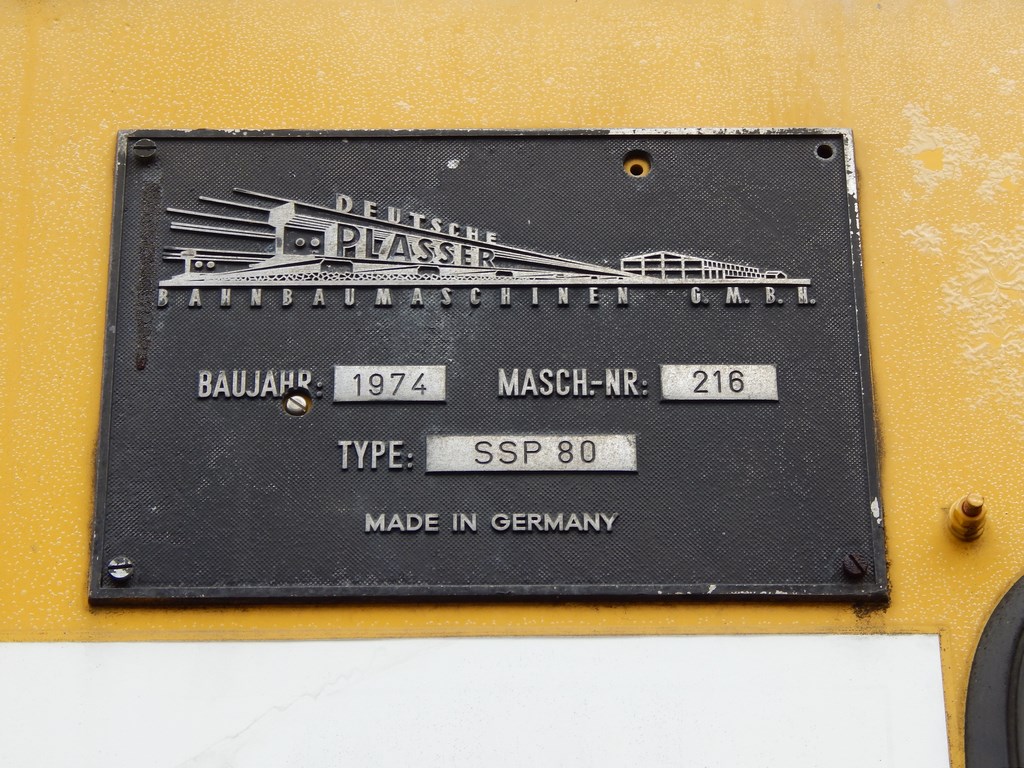 DEUTSCHE
PLASSER
BAHNBAUMASCHINEN G.M.B.H.
BAUJAHR: 1974 MASCH.-NR: 216
TYPE: SSP 80
MADE IN GERMANY